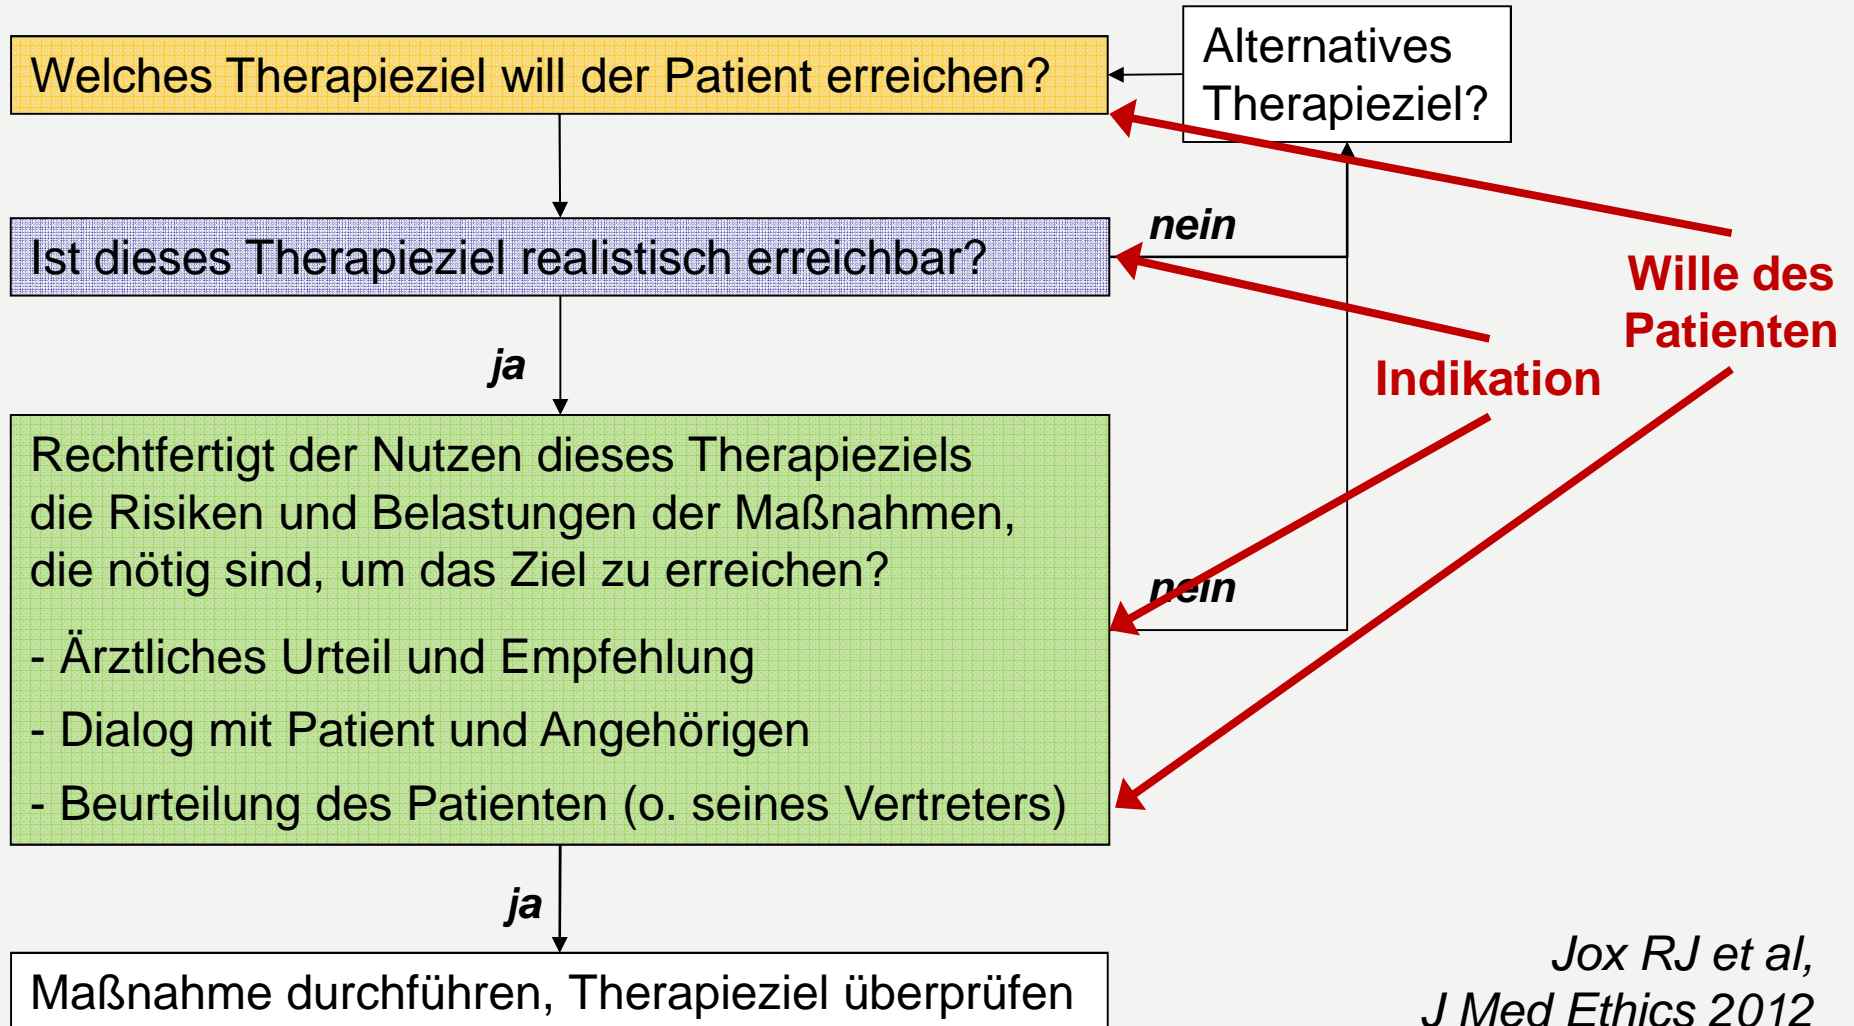 Welches Therapieziel will der Patient erreichen?
Alternatives
Therapieziel?
Ist dieses Therapieziel realistisch erreichbar?
nein
Wille des
Patienten
ja
Indikation
Rechtfertigt der Nutzen dieses Therapieziels
die Risiken und Belastungen der Maßnahmen,
die nötig sind, um das Ziel zu erreichen?
nein
- Ärztliches Urteil und Empfehlung
- Dialog mit Patient und Angehörigen
- Beurteilung des Patienten (o. seines Vertreters)
ja
Maßnahme durchführen, Therapieziel überprüfen
Jox RJ et al,
J Med Ethics 2012